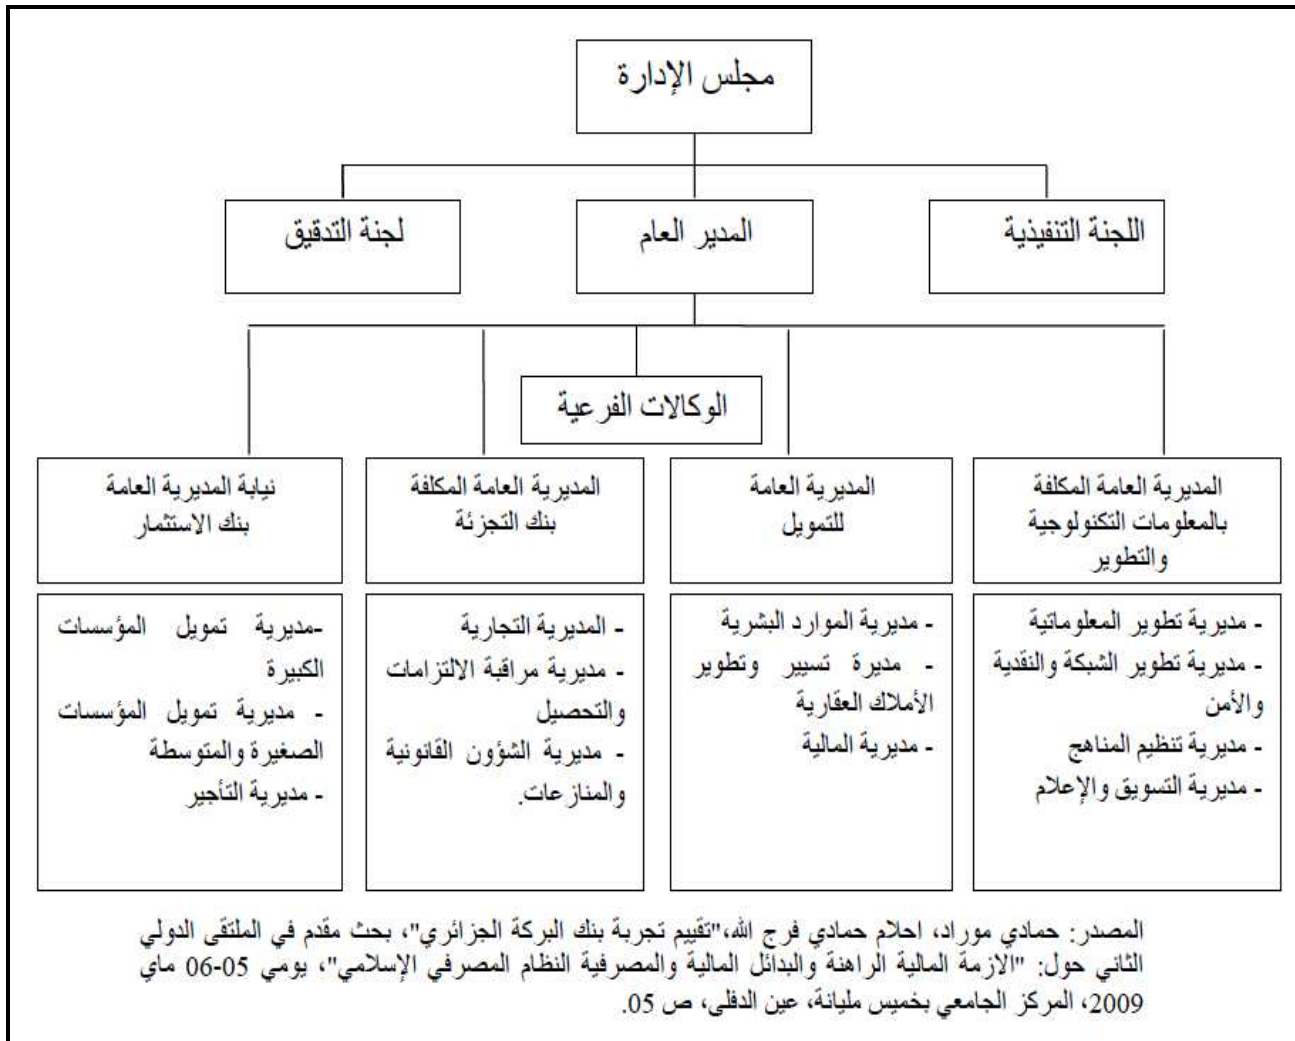 مجلس الإدارة
اللجنة التنفيذية
المدير العام
لجنة التدقيق
الوكالات الفرعية
المديرية العامة المكلفة
بالمعلومات التكنولوجية
والتطوير
المديرية العامة
للتمويل
المديرية العامة المكلفة
بنك التجزئة
نيابة المديرية العامة
بنك الاستثمار
- مديرية تطوير المعلوماتية
- مديرية تطوير الشبكة والنقدية
والأمن
- مديرية تنظيم المناهج
- مديرية التسويق والإعلام
- مديرية الموارد البشرية
- مديرة تسيير وتطوير
الأملاك العقارية
- مديرية المالية
- المديرية التجارية
- مديرية مراقبة الالتزامات
والتحصيل
- مديرية الشؤون القانونية
والمنازعات.
-مديرية تمويل المؤسسات
الكبيرة
- مديرية تمويل المؤسسات
الصغيرة والمتوسطة
- مديرية التأجير
المصدر: حمادي موراد، احلام حمادي فرج الله،"تقييم تجربة بنك البركة الجزائري"، بحث مقدم في الملتقى الدولي
الثاني حول: "الازمة المالية الراهنة والبدائل المالية والمصرفية النظام المصرفي الإسلامي"، يومي 05-06 ماي
2009، المركز الجامعي بخميس مليانة، عين الدفلى، ص 05.